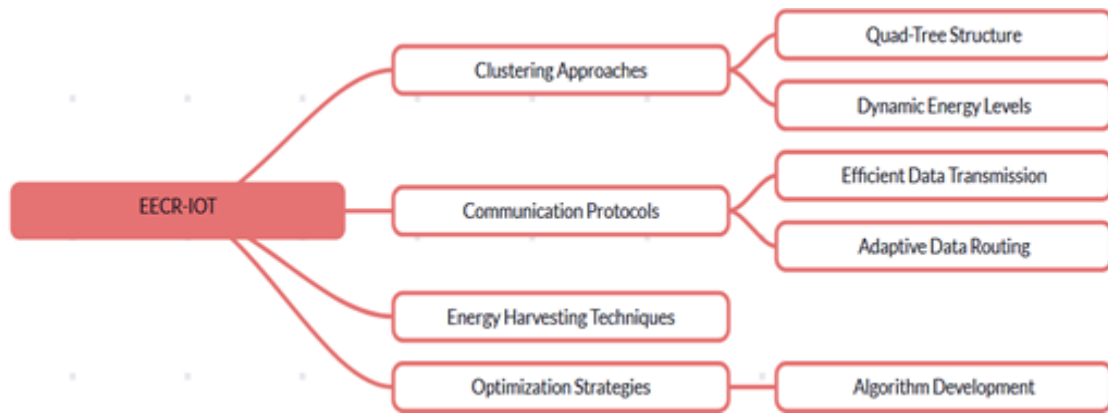 EECR-IOT
Clustering Approaches
Quad-Tree Structure
Dynamic Energy Levels
Communication Protocols
Efficient Data Transmission
Adaptive Data Routing
Energy Harvesting Techniques
Optimization Strategies
Algorithm Development